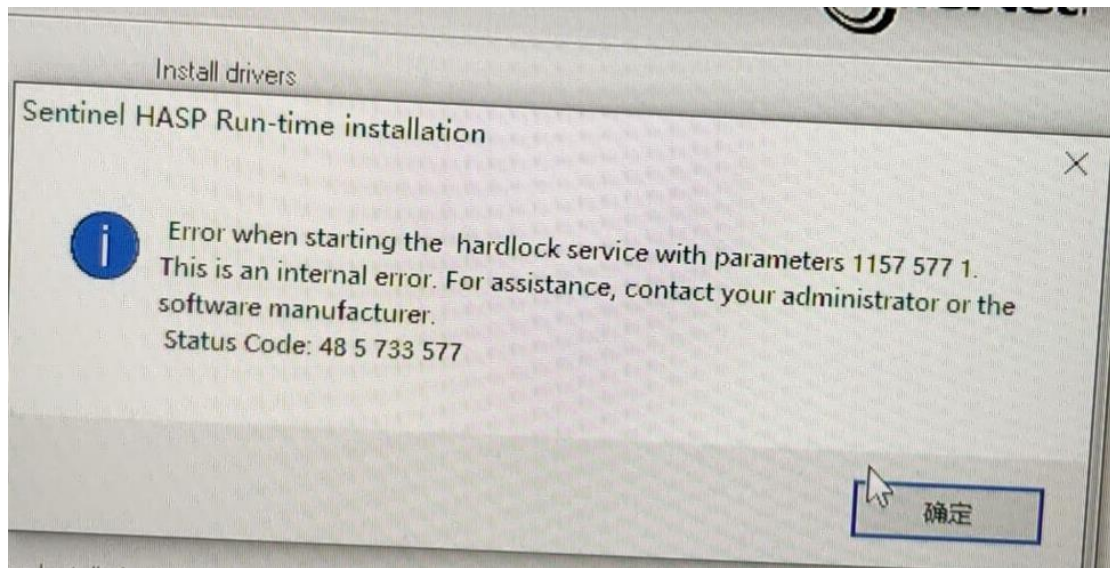 Install drivers
Sentinel HASP Run-time installation
Error when starting the hardlock service with parameters 1157 577 1.
This is an internal error. For assistance, contact your administrator or the
software manufacturer.
Status Code: 48 5 733 577
确定